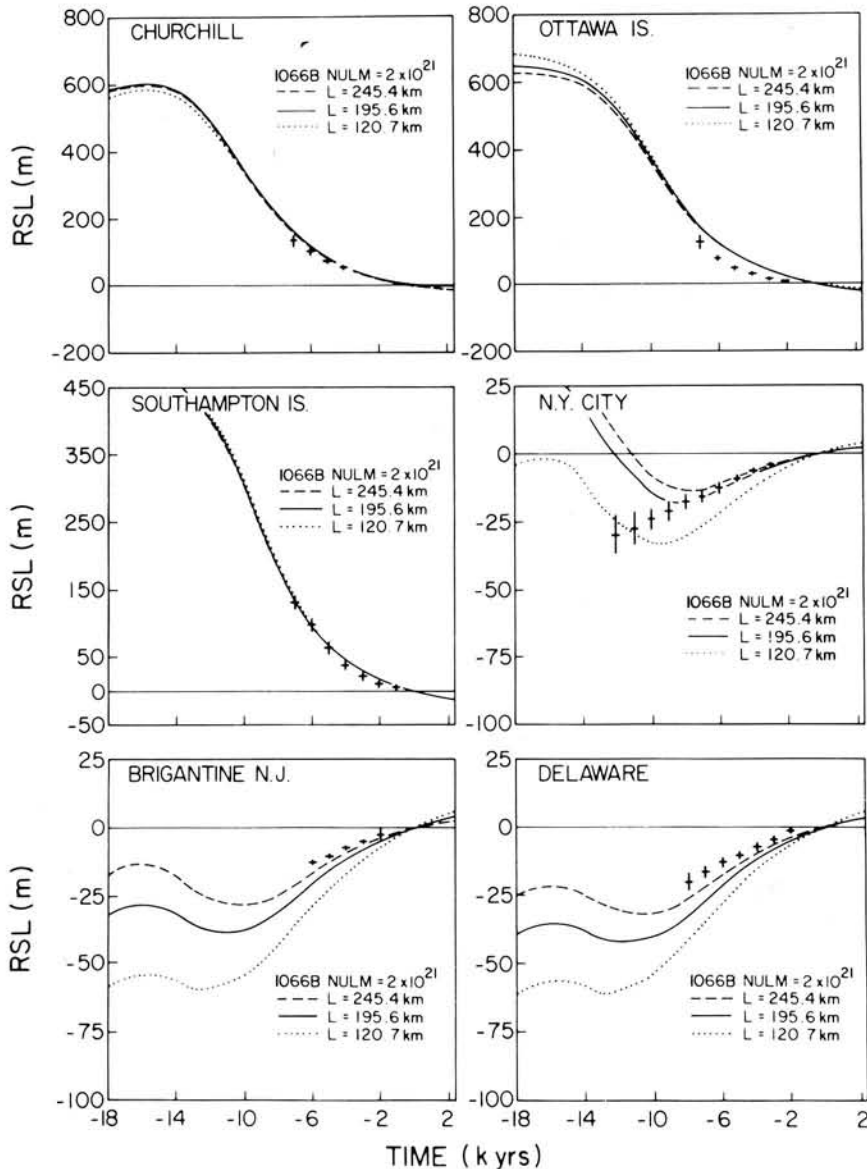 CHURCHILL
1066B NULM = 2 x 10^21
L = 245.4 km
L = 195.6 km
L = 120.7 km
800
600
400
200
0
-200
RSL (m)
OTTAWA IS.
1066B NULM = 2 x 10^21
L = 245.4 km
L = 195.6 km
L = 120.7 km
800
600
400
200
0
-200
SOUTHAMPTON IS.
1066B NULM = 2 x 10^21
L = 245.4 km
L = 195.6 km
L = 120.7 km
450
350
250
150
50
0
-50
RSL (m)
N.Y. CITY
1066B NULM = 2 x 10^21
L = 245.4 km
L = 195.6 km
L = 120.7 km
25
0
-25
-50
-75
-100
BRIGANTINE N.J.
1066B NULM = 2 x 10^21
L = 245.4 km
L = 195.6 km
L = 120.7 km
25
0
-25
-50
-75
-100
RSL (m)
-18 -14 -10 -6 -2 2
DELAWARE
1066B NULM = 2 x 10^21
L = 245.4 km
L = 195.6 km
L = 120.7 km
25
0
-25
-50
-75
-100
-18 -14 -10 -6 -2 2
TIME (k yrs)